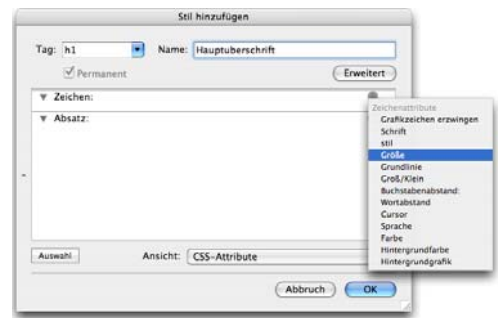 Stil hinzufügen
Tag: h1 Name: Hauptuberschrift
Permanent Erweitert
Zeichen:
Absatz:
Zeichenattribute
Grafikzeichen erzwingen
Schrift
stil
Größe
Grundlinie
Groß/Klein
Buchstabenabstand:
Wortabstand
Cursor
Sprache
Farbe
Hintergrundfarbe
Hintergrundgrafik
Auswahl Ansicht: CSS-Attribute
Abbruch OK